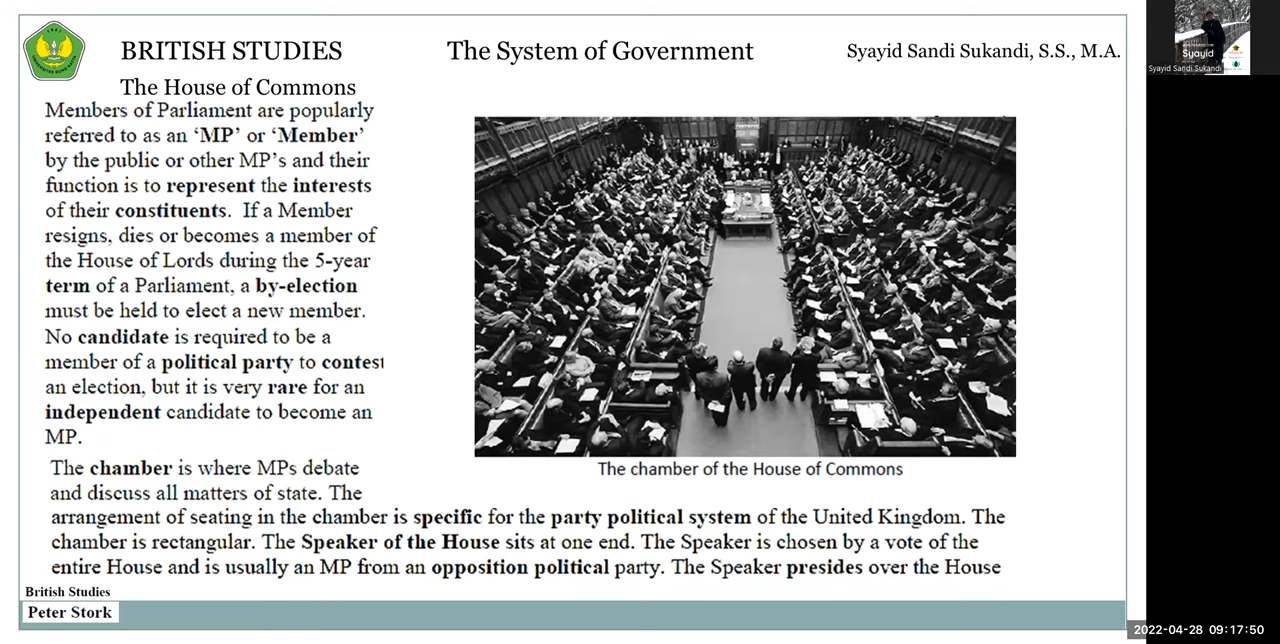 BRITISH STUDIES
The System of Government
Syayid Sandi Sukandi, S.S., M.A.
The House of Commons
Members of Parliament are popularly
referred to as an ‘MP’ or ‘Member’
by the public or other MP’s and their
function is to represent the interests
of their constituents. If a Member
resigns, dies or becomes a member of
the House of Lords during the 5-year
term of a Parliament, a by-election
must be held to elect a new member.
No candidate is required to be a
member of a political party to contest
an election, but it is very rare for an
independent candidate to become an
MP.
The chamber of the House of Commons
The chamber is where MPs debate
and discuss all matters of state. The
arrangement of seating in the chamber is specific for the party political system of the United Kingdom. The
chamber is rectangular. The Speaker of the House sits at one end. The Speaker is chosen by a vote of the
entire House and is usually an MP from an opposition political party. The Speaker presides over the House
British Studies
Peter Stork
Syayid
Syayid Sandi Sukandi
2022-04-28 09:17:50